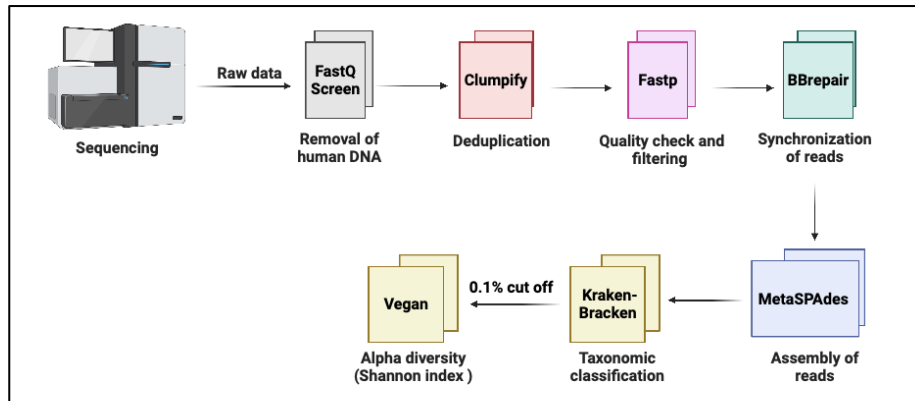 Raw data
Sequencing
FastQ
Screen
Removal of
human DNA
Clumpify
Deduplication
Fastp
Quality check and
filtering
BBrepair
Synchronization
of reads
MetaSPAdes
Assembly of
reads
Kraken-
Bracken
Taxonomic
classification
0.1% cut off
Vegan
Alpha diversity
(Shannon index )